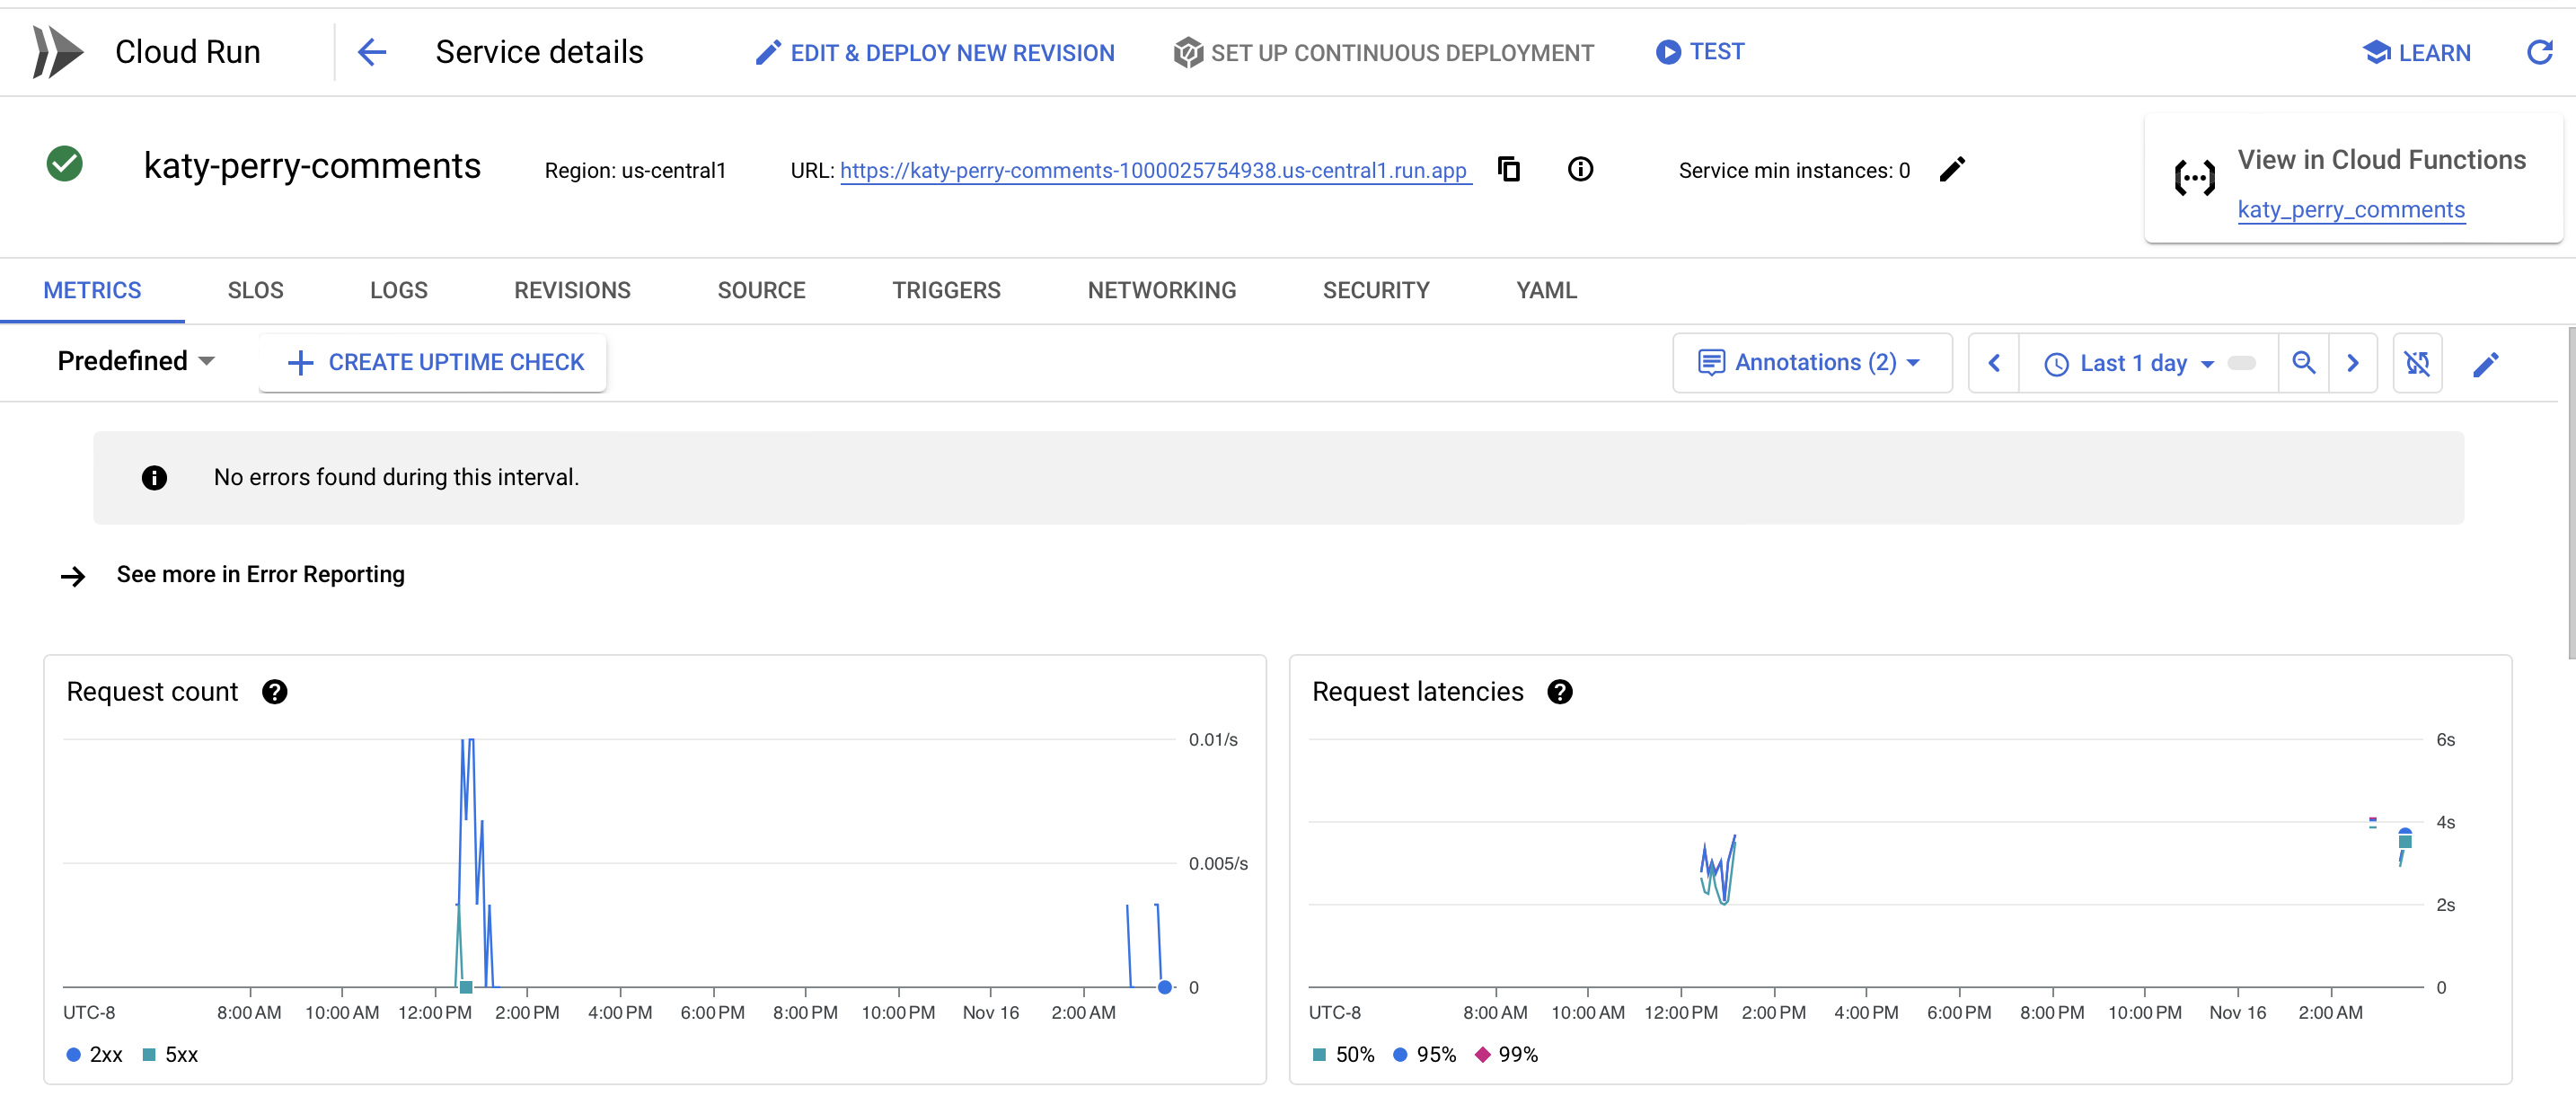 Cloud Run
Service details
EDIT & DEPLOY NEW REVISION
SET UP CONTINUOUS DEPLOYMENT
TEST
LEARN
katy-perry-comments
Region: us-central1
URL: https://katy-perry-comments-1000025754938.us-central1.run.app
Service min instances: 0
View in Cloud Functions
katy_perry_comments
METRICS
SLOS
LOGS
REVISIONS
SOURCE
TRIGGERS
NETWORKING
SECURITY
YAML
Predefined
CREATE UPTIME CHECK
Annotations (2)
Last 1 day
No errors found during this interval.
See more in Error Reporting
Request count
0.01/s
0.005/s
0
UTC-8 8:00 AM 10:00 AM 12:00 PM 2:00 PM 4:00 PM 6:00 PM 8:00 PM 10:00 PM Nov 16 2:00 AM
2xx 5xx
Request latencies
6s
4s
2s
0
UTC-8 8:00 AM 10:00 AM 12:00 PM 2:00 PM 4:00 PM 6:00 PM 8:00 PM 10:00 PM Nov 16 2:00 AM
50% 95% 99%